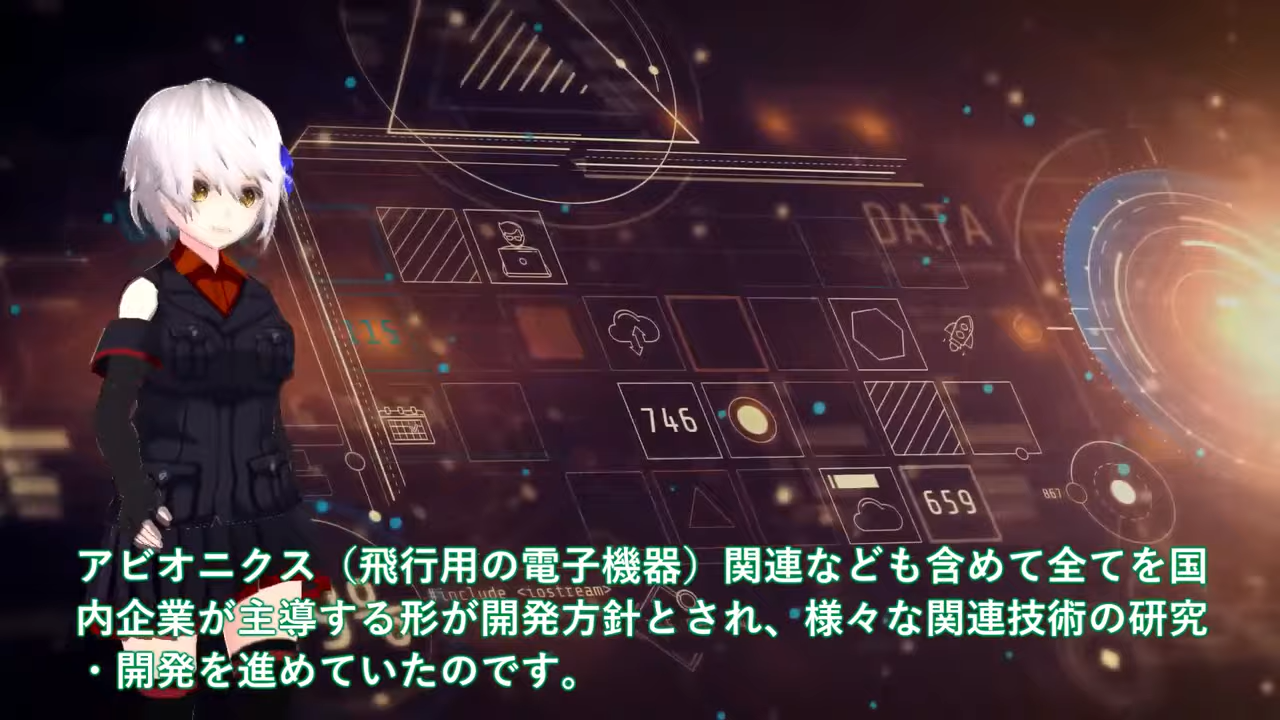 DATA
115
746
659
867
#include <iostream>
アビオニクス（飛行用の電子機器）関連なども含めて全てを国
内企業が主導する形が開発方針とされ、様々な関連技術の研究
・開発を進めていたのです。